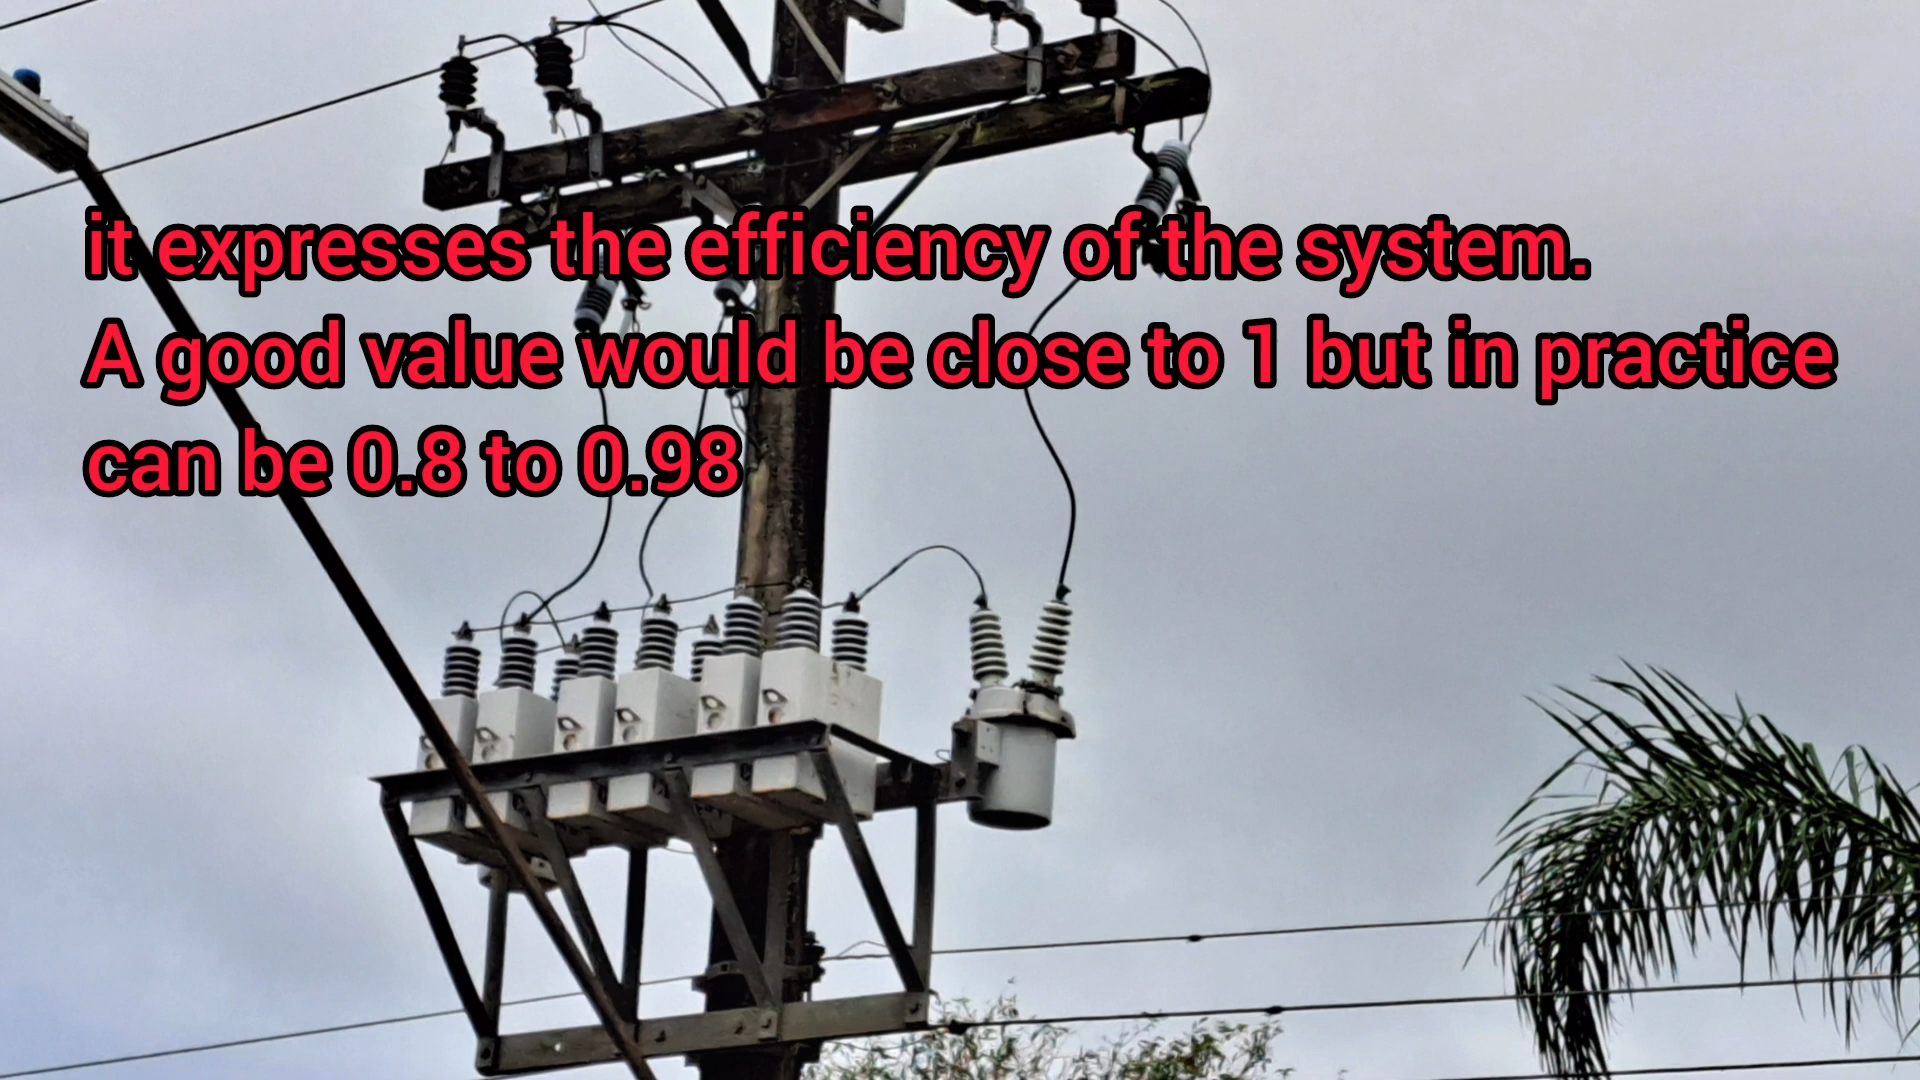 it expresses the efficiency of the system.
A good value would be close to 1 but in practice
can be 0.8 to 0.98